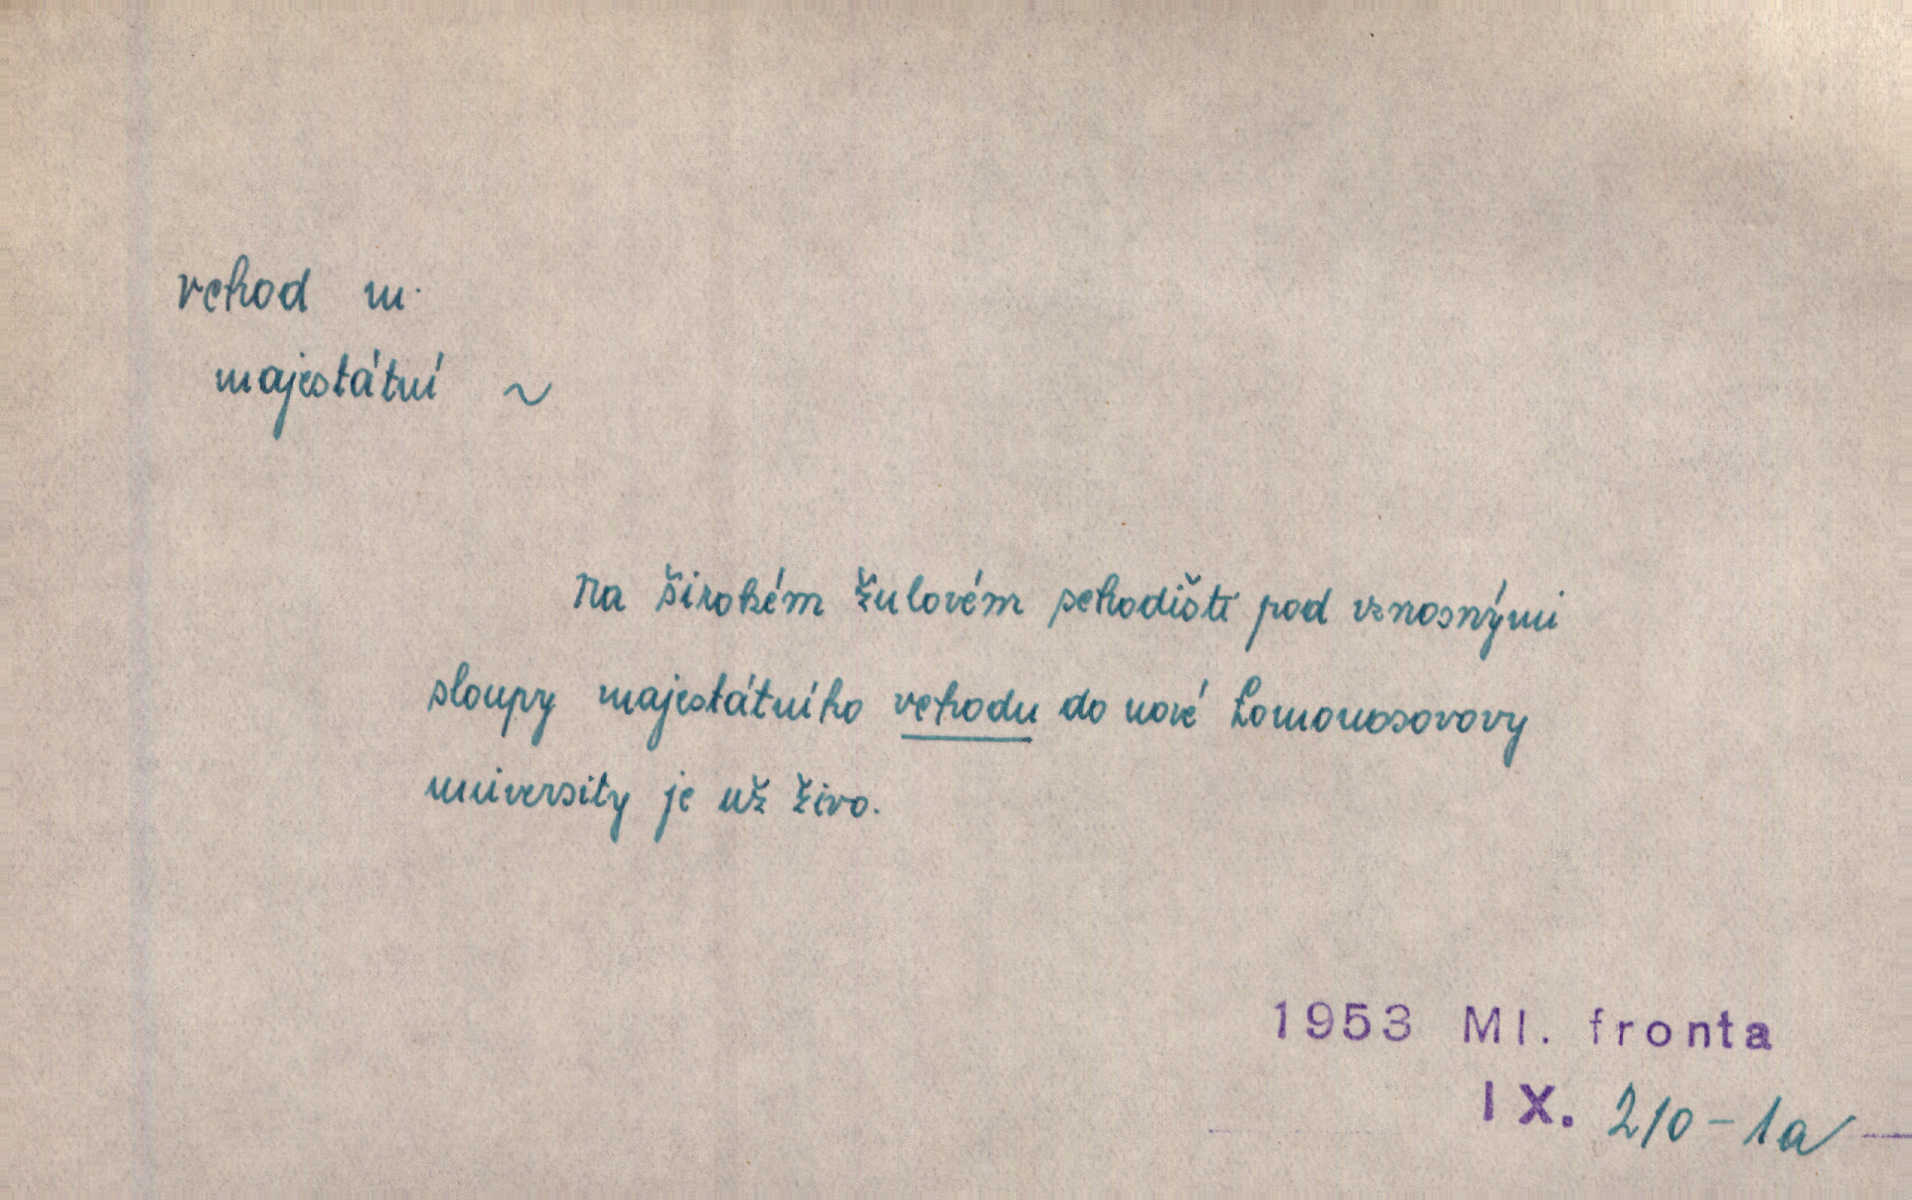 vchod m.
majestátní ~
Na širokém žulovém schodišti pod vznosnými
sloupy majestátního vchodu do nové Lomonosovovy
university je už živo.
1953 Ml. fronta
IX. 210-1a